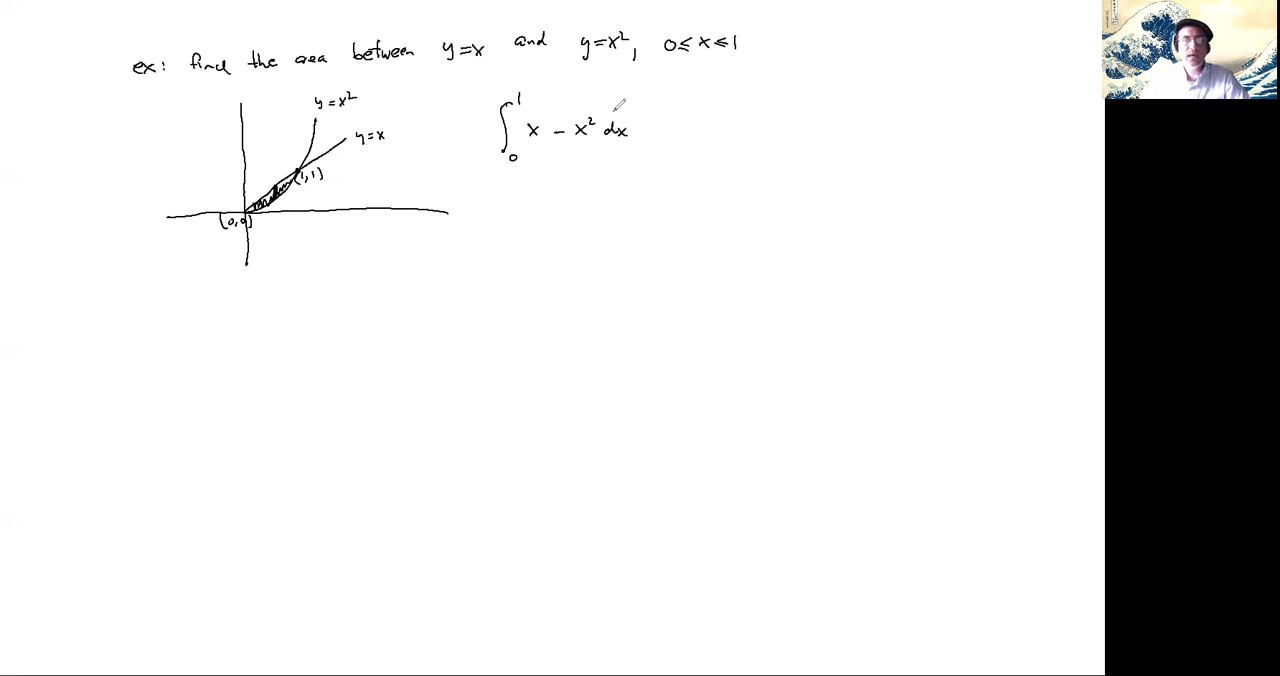 ex: find the area between y=x and y=x², 0≤x≤1
y=x²
y=x
(1,1)
(0,0)
∫₀¹ x - x² dx